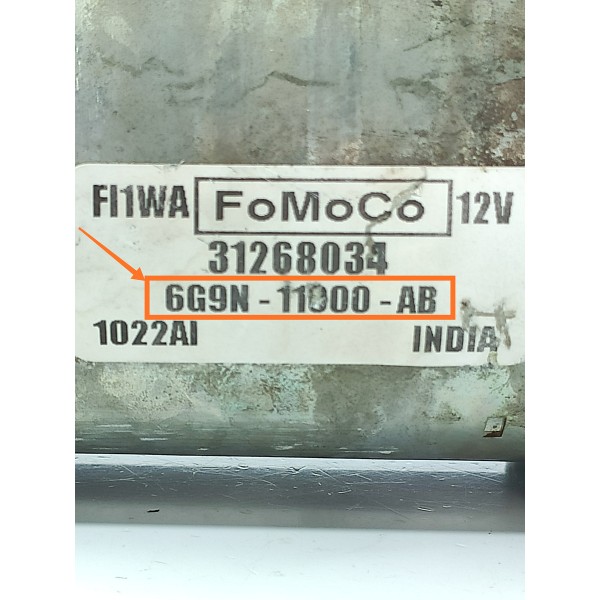 FI1WA FoMoCo 12V
31268034
6G9N - 11000 - AB
1022AI INDIA